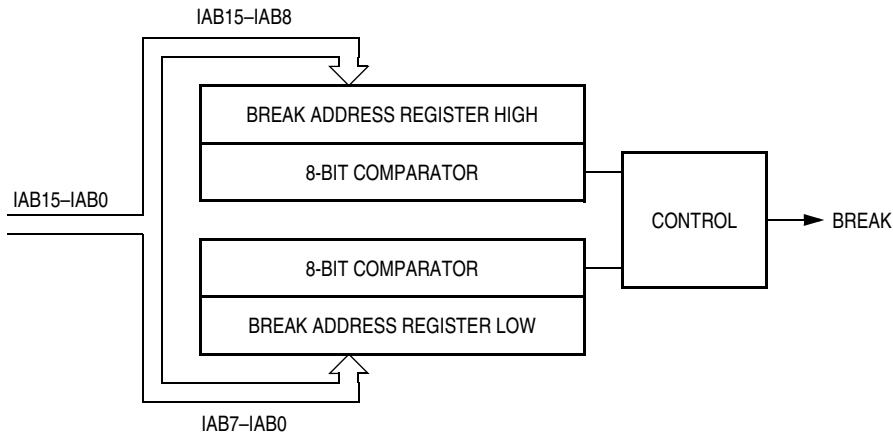 IAB15–IAB8
BREAK ADDRESS REGISTER HIGH
8-BIT COMPARATOR
IAB15–IAB0
CONTROL
BREAK
8-BIT COMPARATOR
BREAK ADDRESS REGISTER LOW
IAB7–IAB0